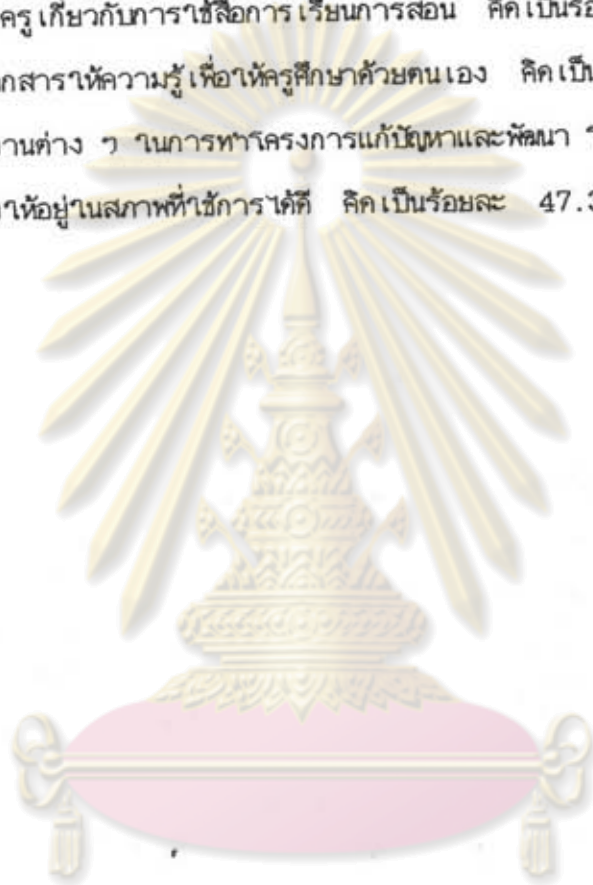 ครูเกี่ยวกับการใช้สื่อการเรียนการสอน คิดเป็นร้อ
กสารให้ความรู้เพื่อให้ครูศึกษาด้วยตนเอง คิดเป็น
านต่าง ๆ ในการทำโครงการแก้ปัญหาและพัฒนา
ให้อยู่ในสภาพที่ใช้การได้ดี คิดเป็นร้อยละ 47.3